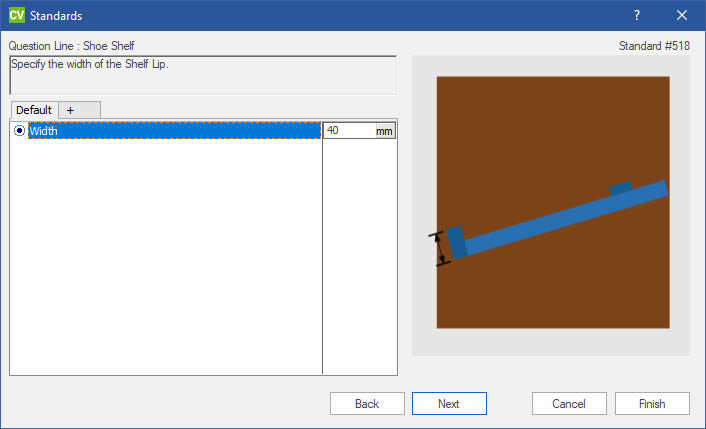 CV Standards ?
Question Line : Shoe Shelf Standard #518
Specify the width of the Shelf Lip.
Default +
Width 40 mm
Back Next Cancel Finish